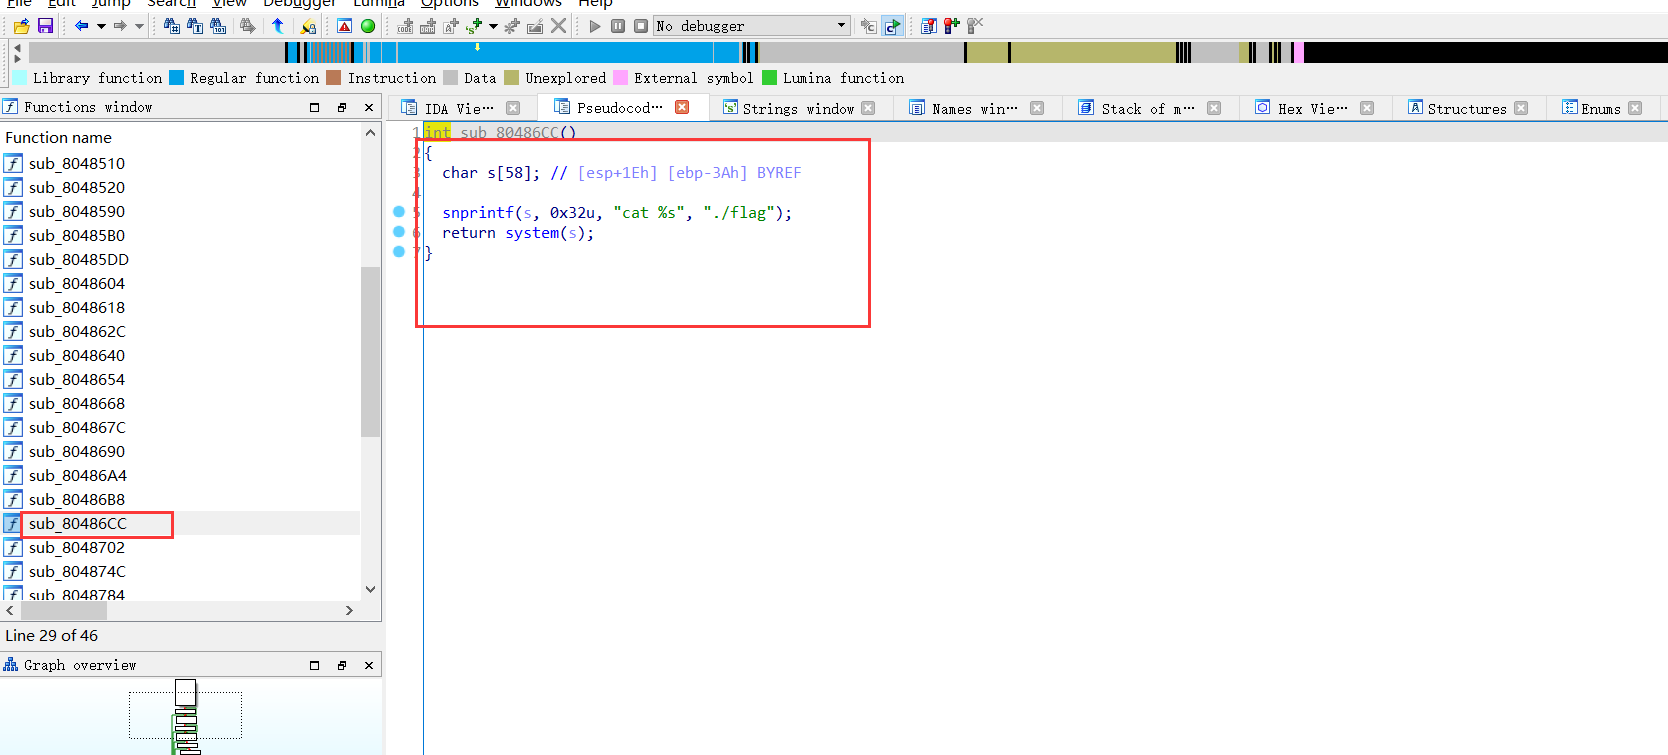 File Edit Jump Search View Debugger Lumina Options Windows Help
No debugger
Library function Regular function Instruction Data Unexplored External symbol Lumina function
Functions window
IDA Vie··· Pseudocod··· Strings window Names win··· Stack of m··· Hex Vie··· Structures Enums
Function name
sub_8048510
sub_8048520
sub_8048590
sub_80485B0
sub_80485DD
sub_8048604
sub_8048618
sub_804862C
sub_8048640
sub_8048654
sub_8048668
sub_804867C
sub_8048690
sub_80486A4
sub_80486B8
sub_80486CC
sub_8048702
sub_804874C
sub_8048784
Line 29 of 46
Graph overview
1 int sub_80486CC()
2 {
3 char s[58]; // [esp+1Eh] [ebp-3Ah] BYREF
4
5 snprintf(s, 0x32u, "cat %s", "./flag");
6 return system(s);
7 }